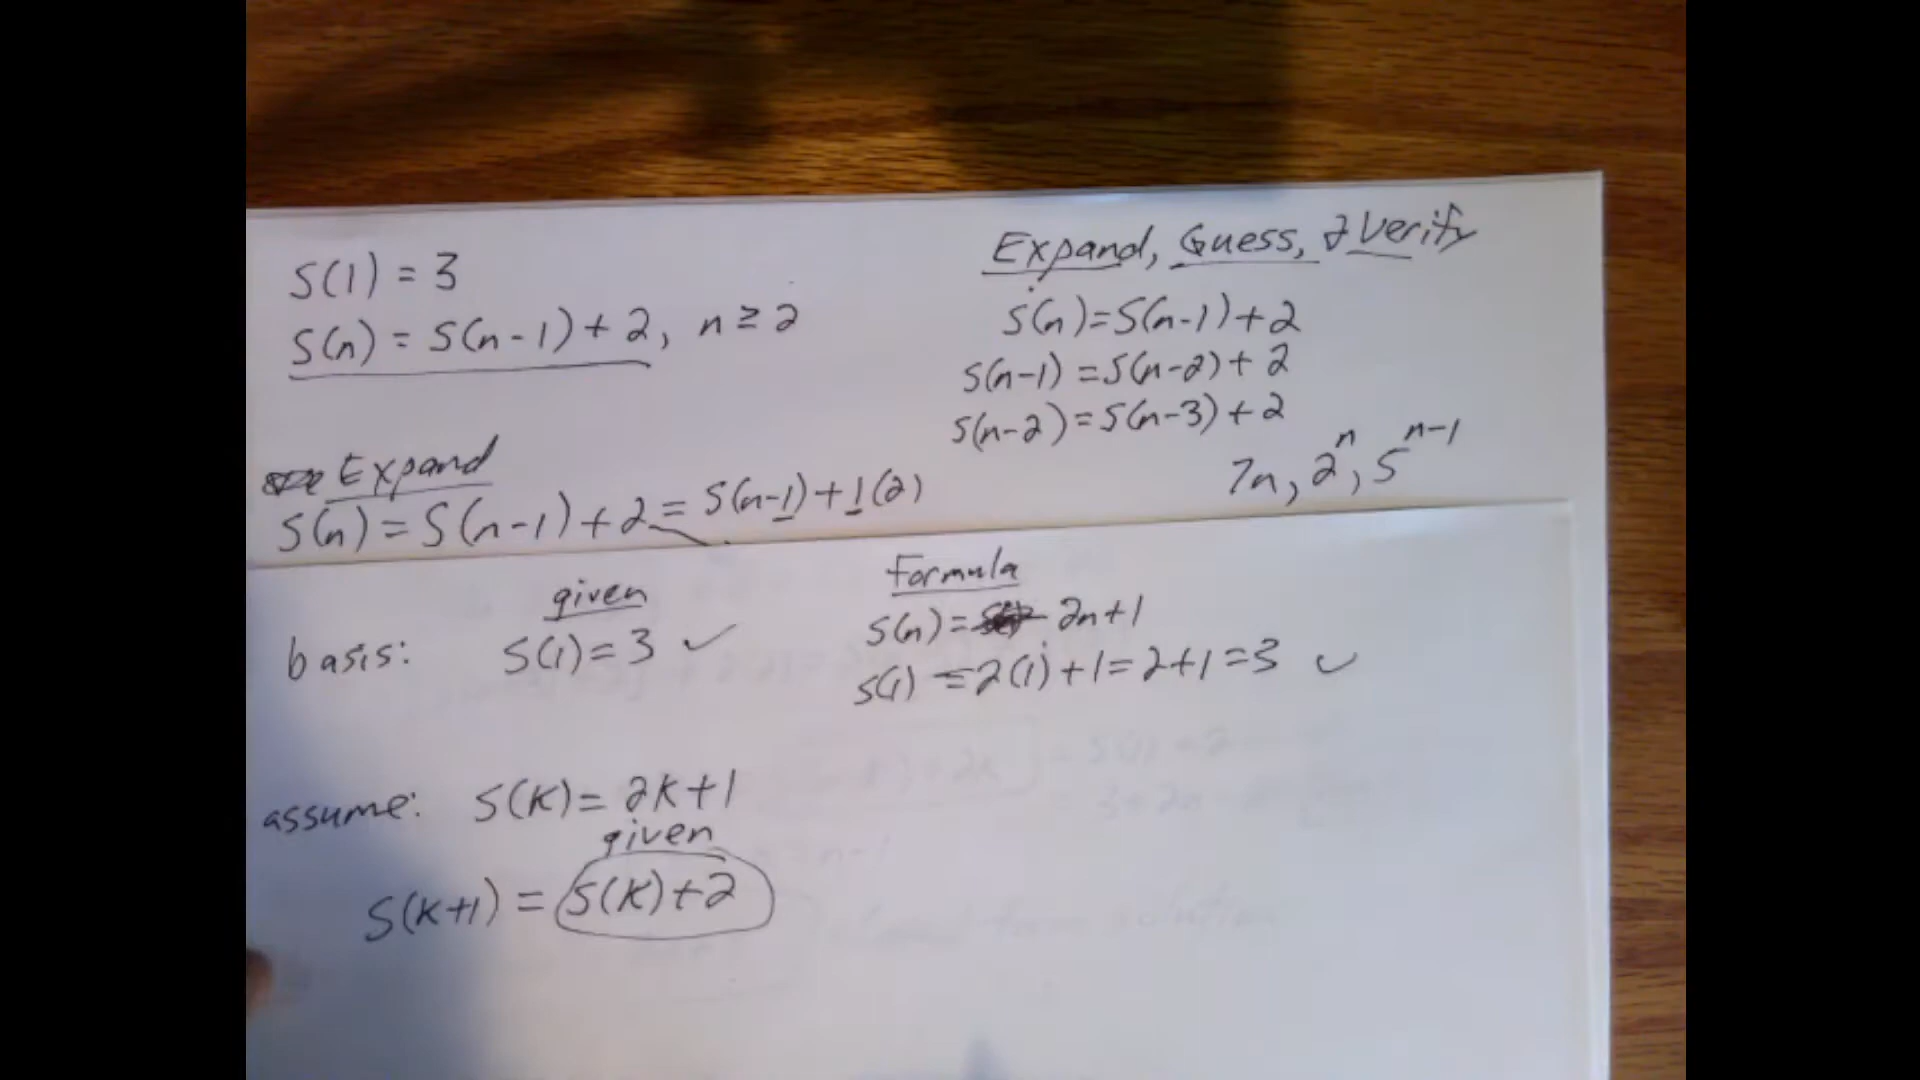 S(1) = 3
S(n) = S(n-1) + 2, n ≥ 2
Expand, Guess, & Verify
S(n) = S(n-1) + 2
S(n-1) = S(n-2) + 2
S(n-2) = S(n-3) + 2
7n, 2^n, 5^(n-1)
Expand
S(n) = S(n-1) + 2 = S(n-1) + 1(2)
given
basis: S(1) = 3 ✓
Formula
S(n) = 2n+1
S(1) = 2(1) + 1 = 2+1 = 3 ✓
assume: S(K) = 2K+1
given
S(K+1) = S(K)+2